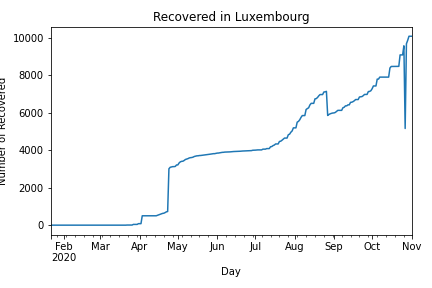 Recovered in Luxembourg
Number of Recovered
10000
8000
6000
4000
2000
0
Feb Mar Apr May Jun Jul Aug Sep Oct Nov
2020
Day